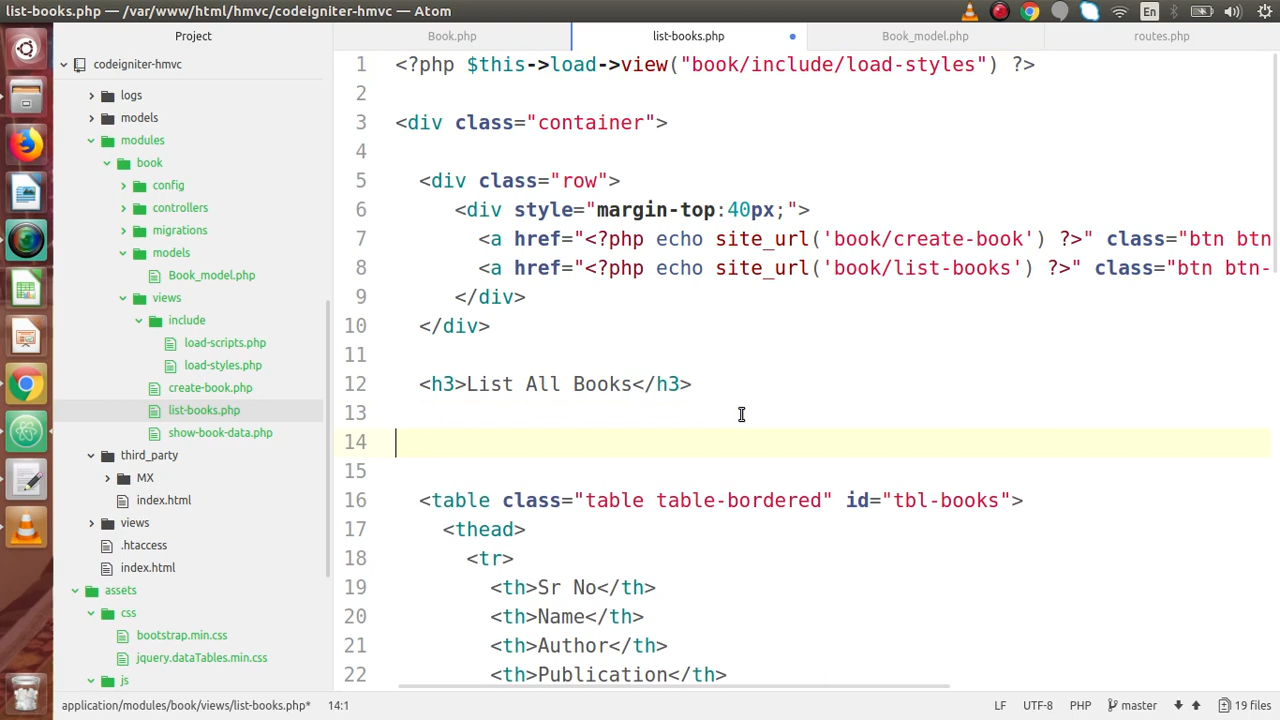 list-books.php — /var/www/html/hmvc/codeigniter-hmvc — Atom
En
Project
Book.php
list-books.php
Book_model.php
routes.php
codeigniter-hmvc
logs
models
modules
book
config
controllers
migrations
models
Book_model.php
views
include
load-scripts.php
load-styles.php
create-book.php
list-books.php
show-book-data.php
third_party
MX
index.html
views
.htaccess
index.html
assets
css
bootstrap.min.css
jquery.dataTables.min.css
js
1 <?php $this->load->view("book/include/load-styles") ?>
2
3 <div class="container">
4
5 <div class="row">
6 <div style="margin-top:40px;">
7 <a href="<?php echo site_url('book/create-book') ?>" class="btn btn
8 <a href="<?php echo site_url('book/list-books') ?>" class="btn btn-
9 </div>
10 </div>
11
12 <h3>List All Books</h3>
13
14
15
16 <table class="table table-bordered" id="tbl-books">
17 <thead>
18 <tr>
19 <th>Sr No</th>
20 <th>Name</th>
21 <th>Author</th>
22 <th>Publication</th>
application/modules/book/views/list-books.php* 14:1
LF UTF-8 PHP master 19 files